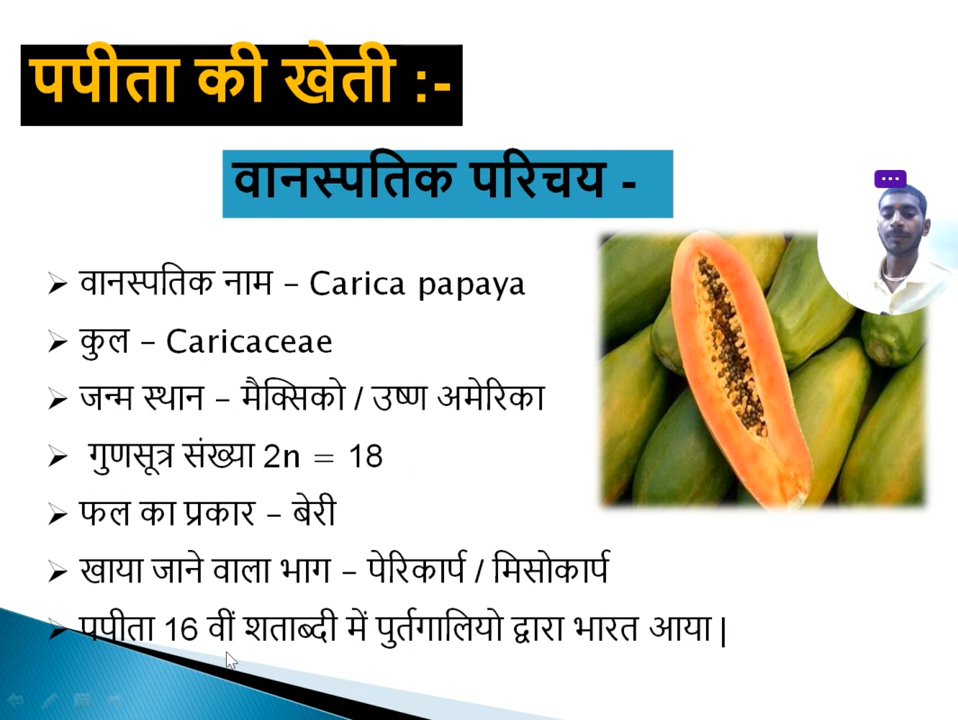 पपीता की खेती :-
वानस्पतिक परिचय -
➢ वानस्पतिक नाम – Carica papaya
➢ कुल – Caricaceae
➢ जन्म स्थान – मैक्सिको / उष्ण अमेरिका
➢ गुणसूत्र संख्या 2n = 18
➢ फल का प्रकार – बेरी
➢ खाया जाने वाला भाग – पेरिकार्प / मिसोकार्प
➢ पपीता 16 वीं शताब्दी में पुर्तगालियो द्वारा भारत आया |